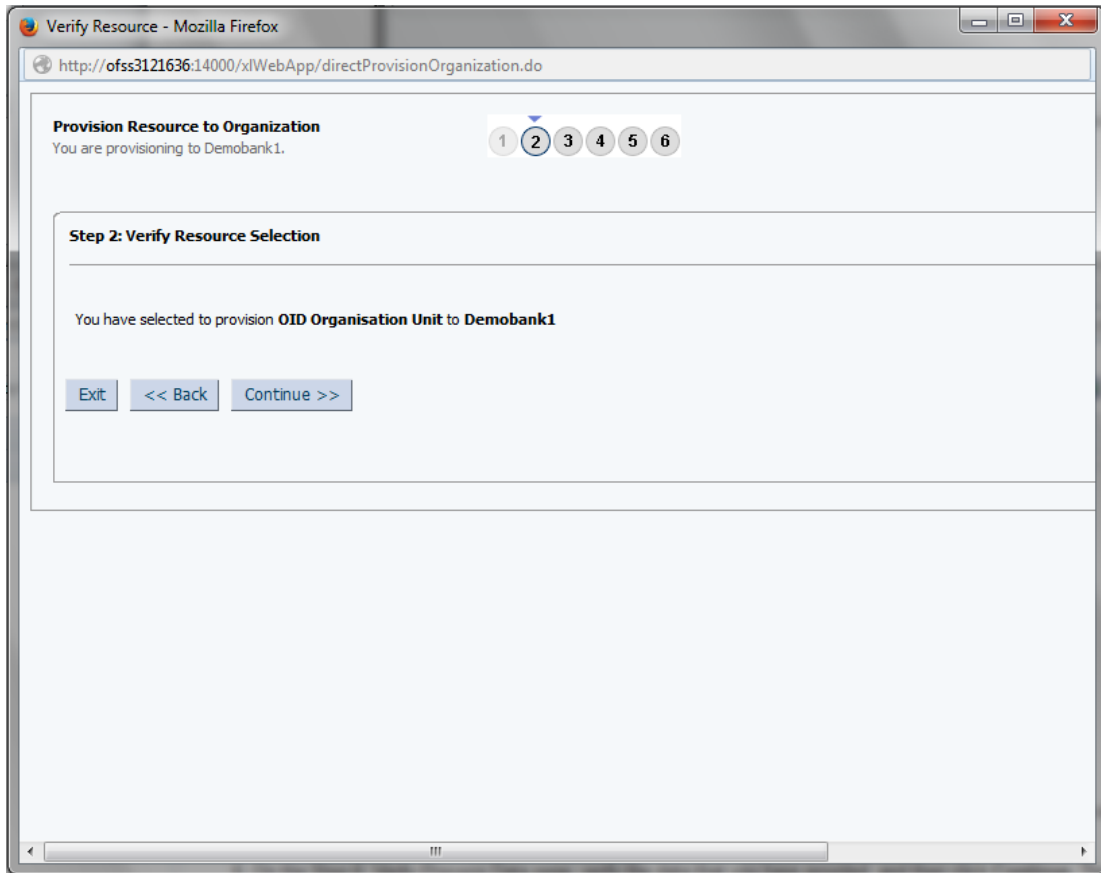 Verify Resource - Mozilla Firefox
http://ofss3121636:14000/xlWebApp/directProvisionOrganization.do
Provision Resource to Organization
1 2 3 4 5 6
You are provisioning to Demobank1.
Step 2: Verify Resource Selection
You have selected to provision OID Organisation Unit to Demobank1
Exit << Back Continue >>